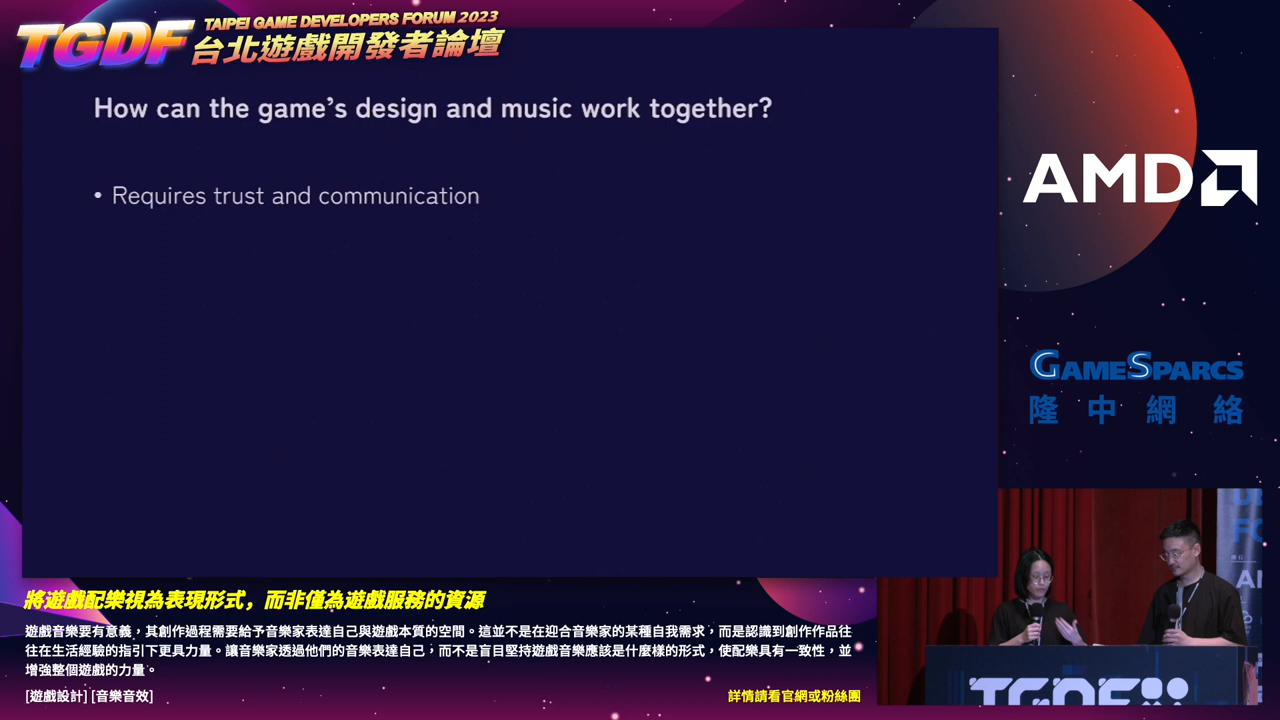 TGDF
TAIPEI GAME DEVELOPERS FORUM 2023
台北遊戲開發者論壇
How can the game's design and music work together?
• Requires trust and communication
AMD
GAMESPARCS
隆中網絡
將遊戲配樂視為表現形式，而非僅為遊戲服務的資源
遊戲音樂要有意義，其創作過程需要給予音樂家表達自己與遊戲本質的空間。這並不是在迎合音樂家的某種自我需求，而是認識到創作作品往
往在生活經驗的指引下更具力量。讓音樂家透過他們的音樂表達自己，而不是盲目堅持遊戲音樂應該是什麼樣的形式，使配樂具有一致性，並
增強整個遊戲的力量。
[遊戲設計] [音樂音效]
詳情請看官網或粉絲團
TGDF